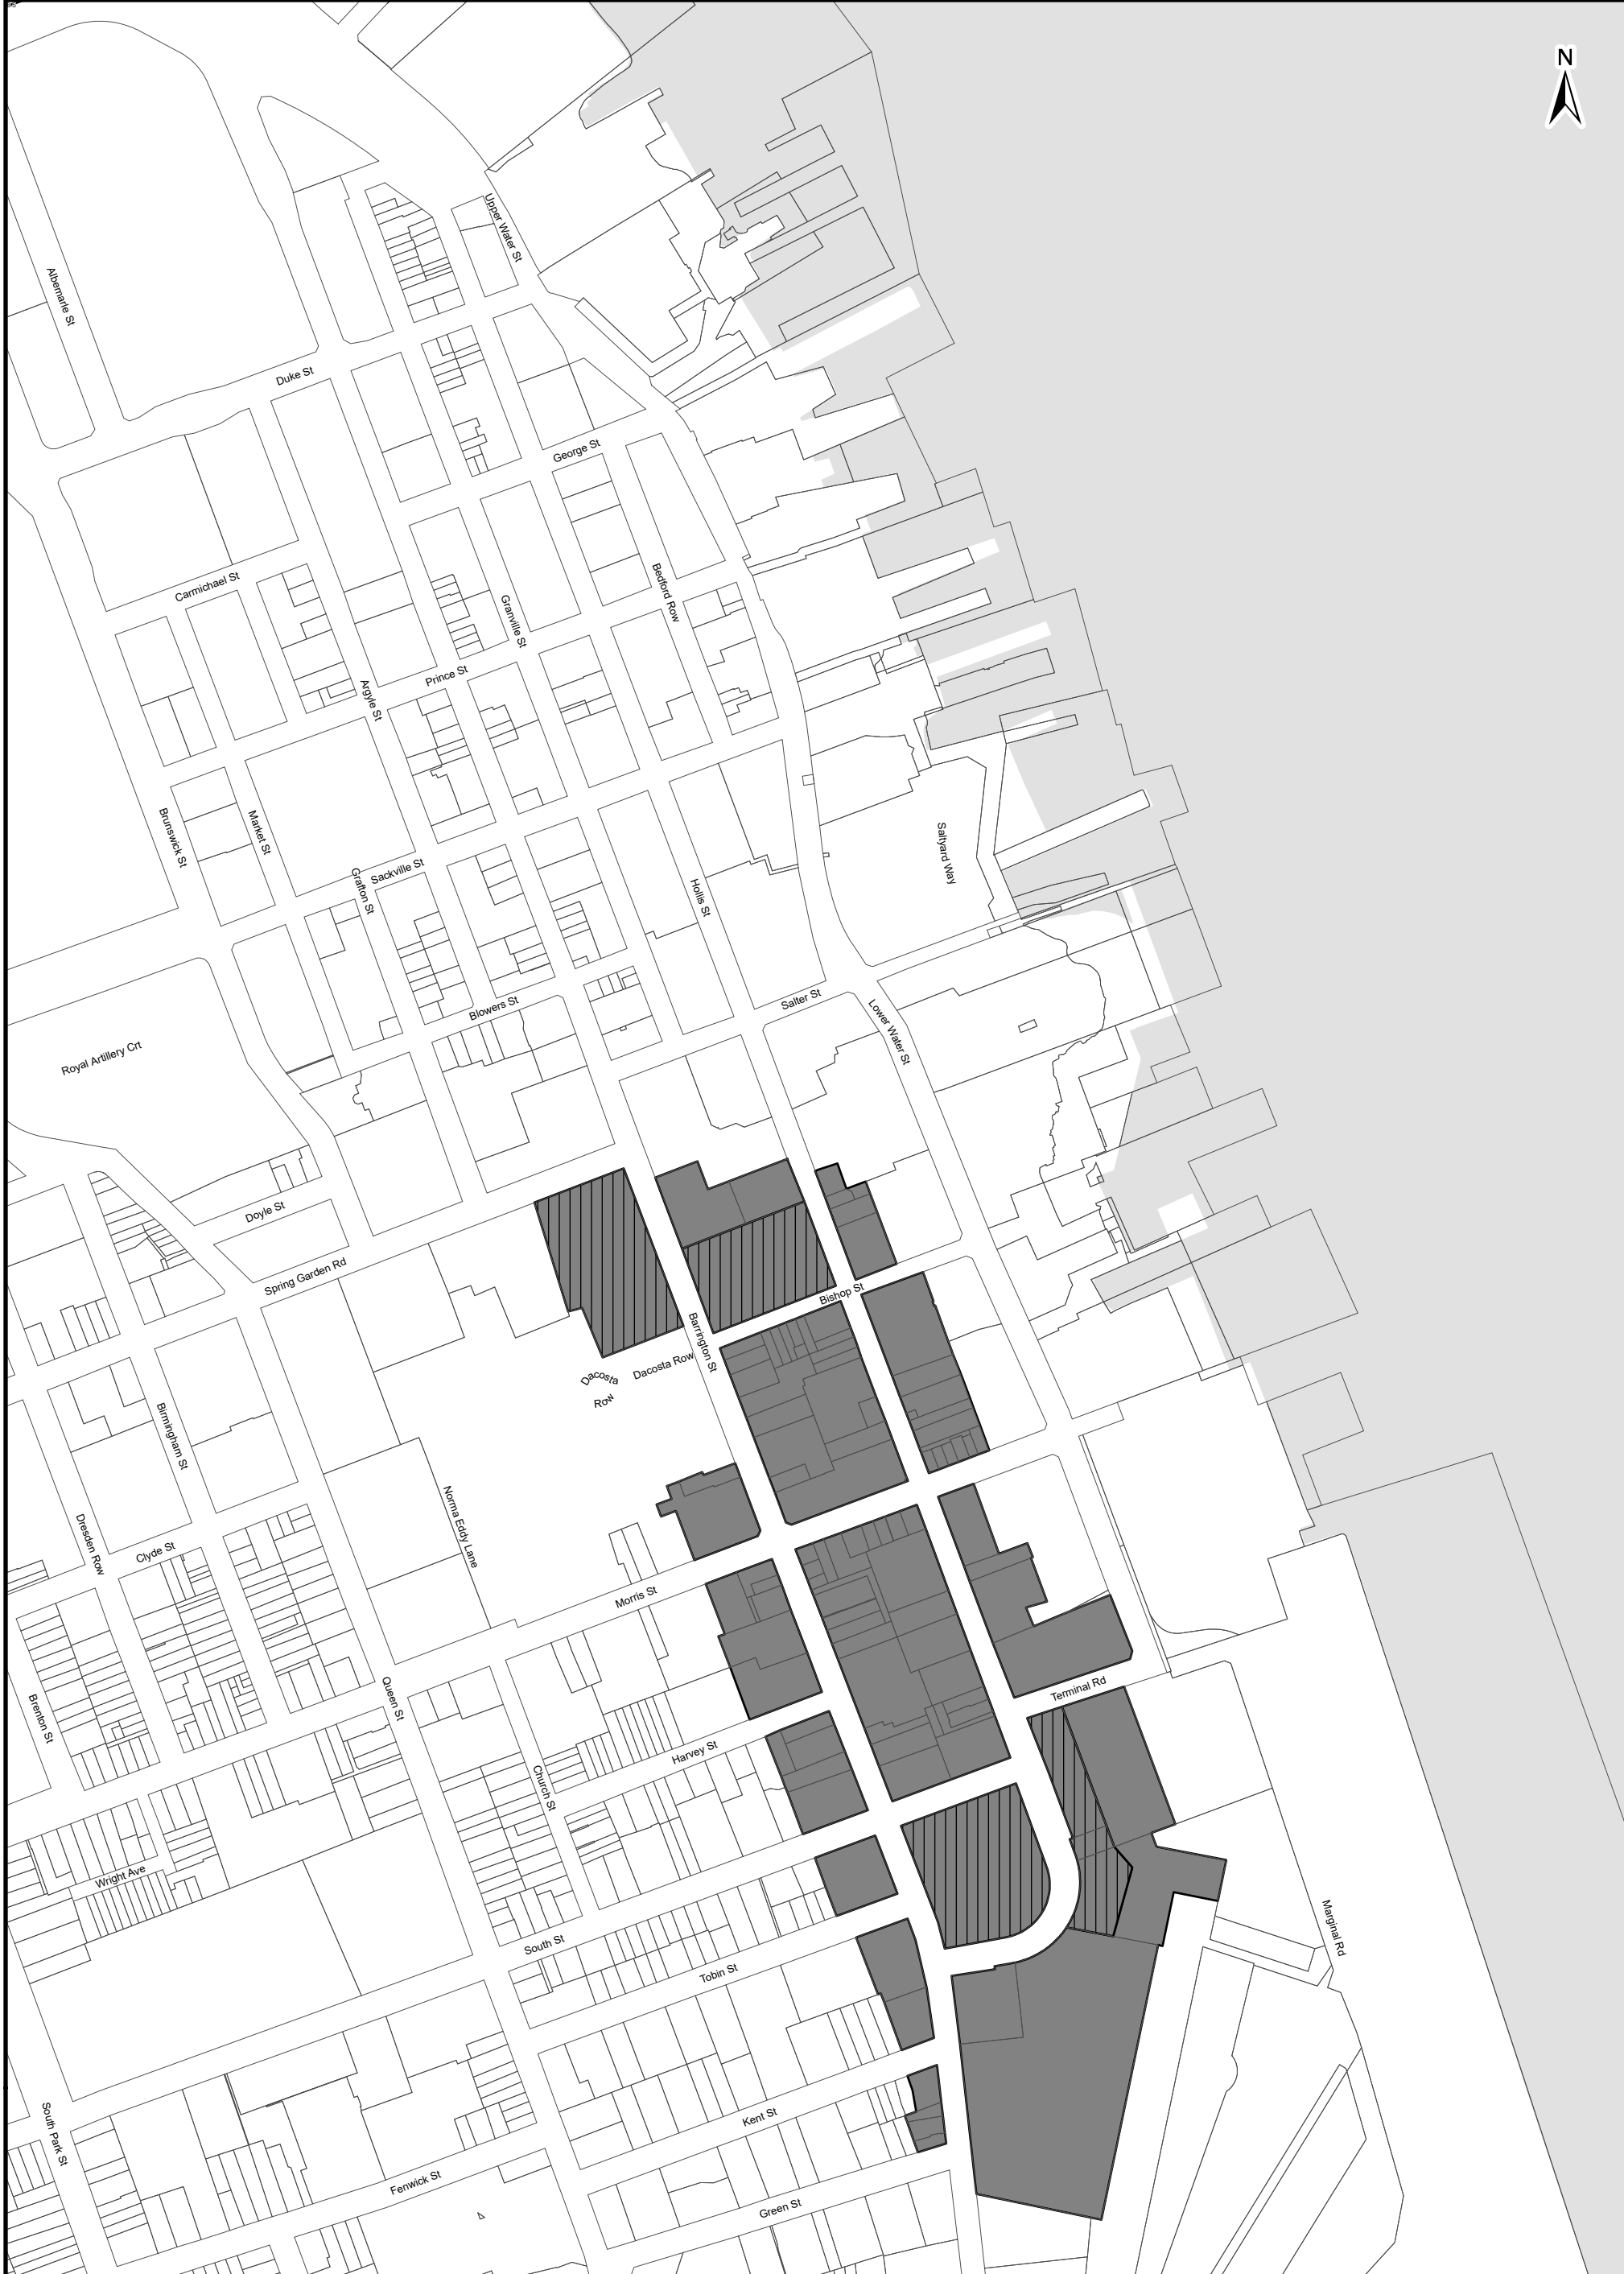 N
Upper Water St
Albemarle St
Duke St
George St
Carmichael St
Bedford Row
Granville St
Prince St
Argyle St
Brunswick St
Market St
Saltyard Way
Sackville St
Grafton St
Hollis St
Salter St
Blowers St
Lower Water St
Royal Artillery Crt
Doyle St
Spring Garden Rd
Bishop St
Barrington St
Dacosta Row
Dacosta
Row
Birmingham St
Norma Eddy Lane
Dresden Row
Clyde St
Morris St
Queen St
Terminal Rd
Brenton St
Harvey St
Church St
Wright Ave
Marginal Rd
South St
Tobin St
South Park St
Kent St
Fenwick St
Green St